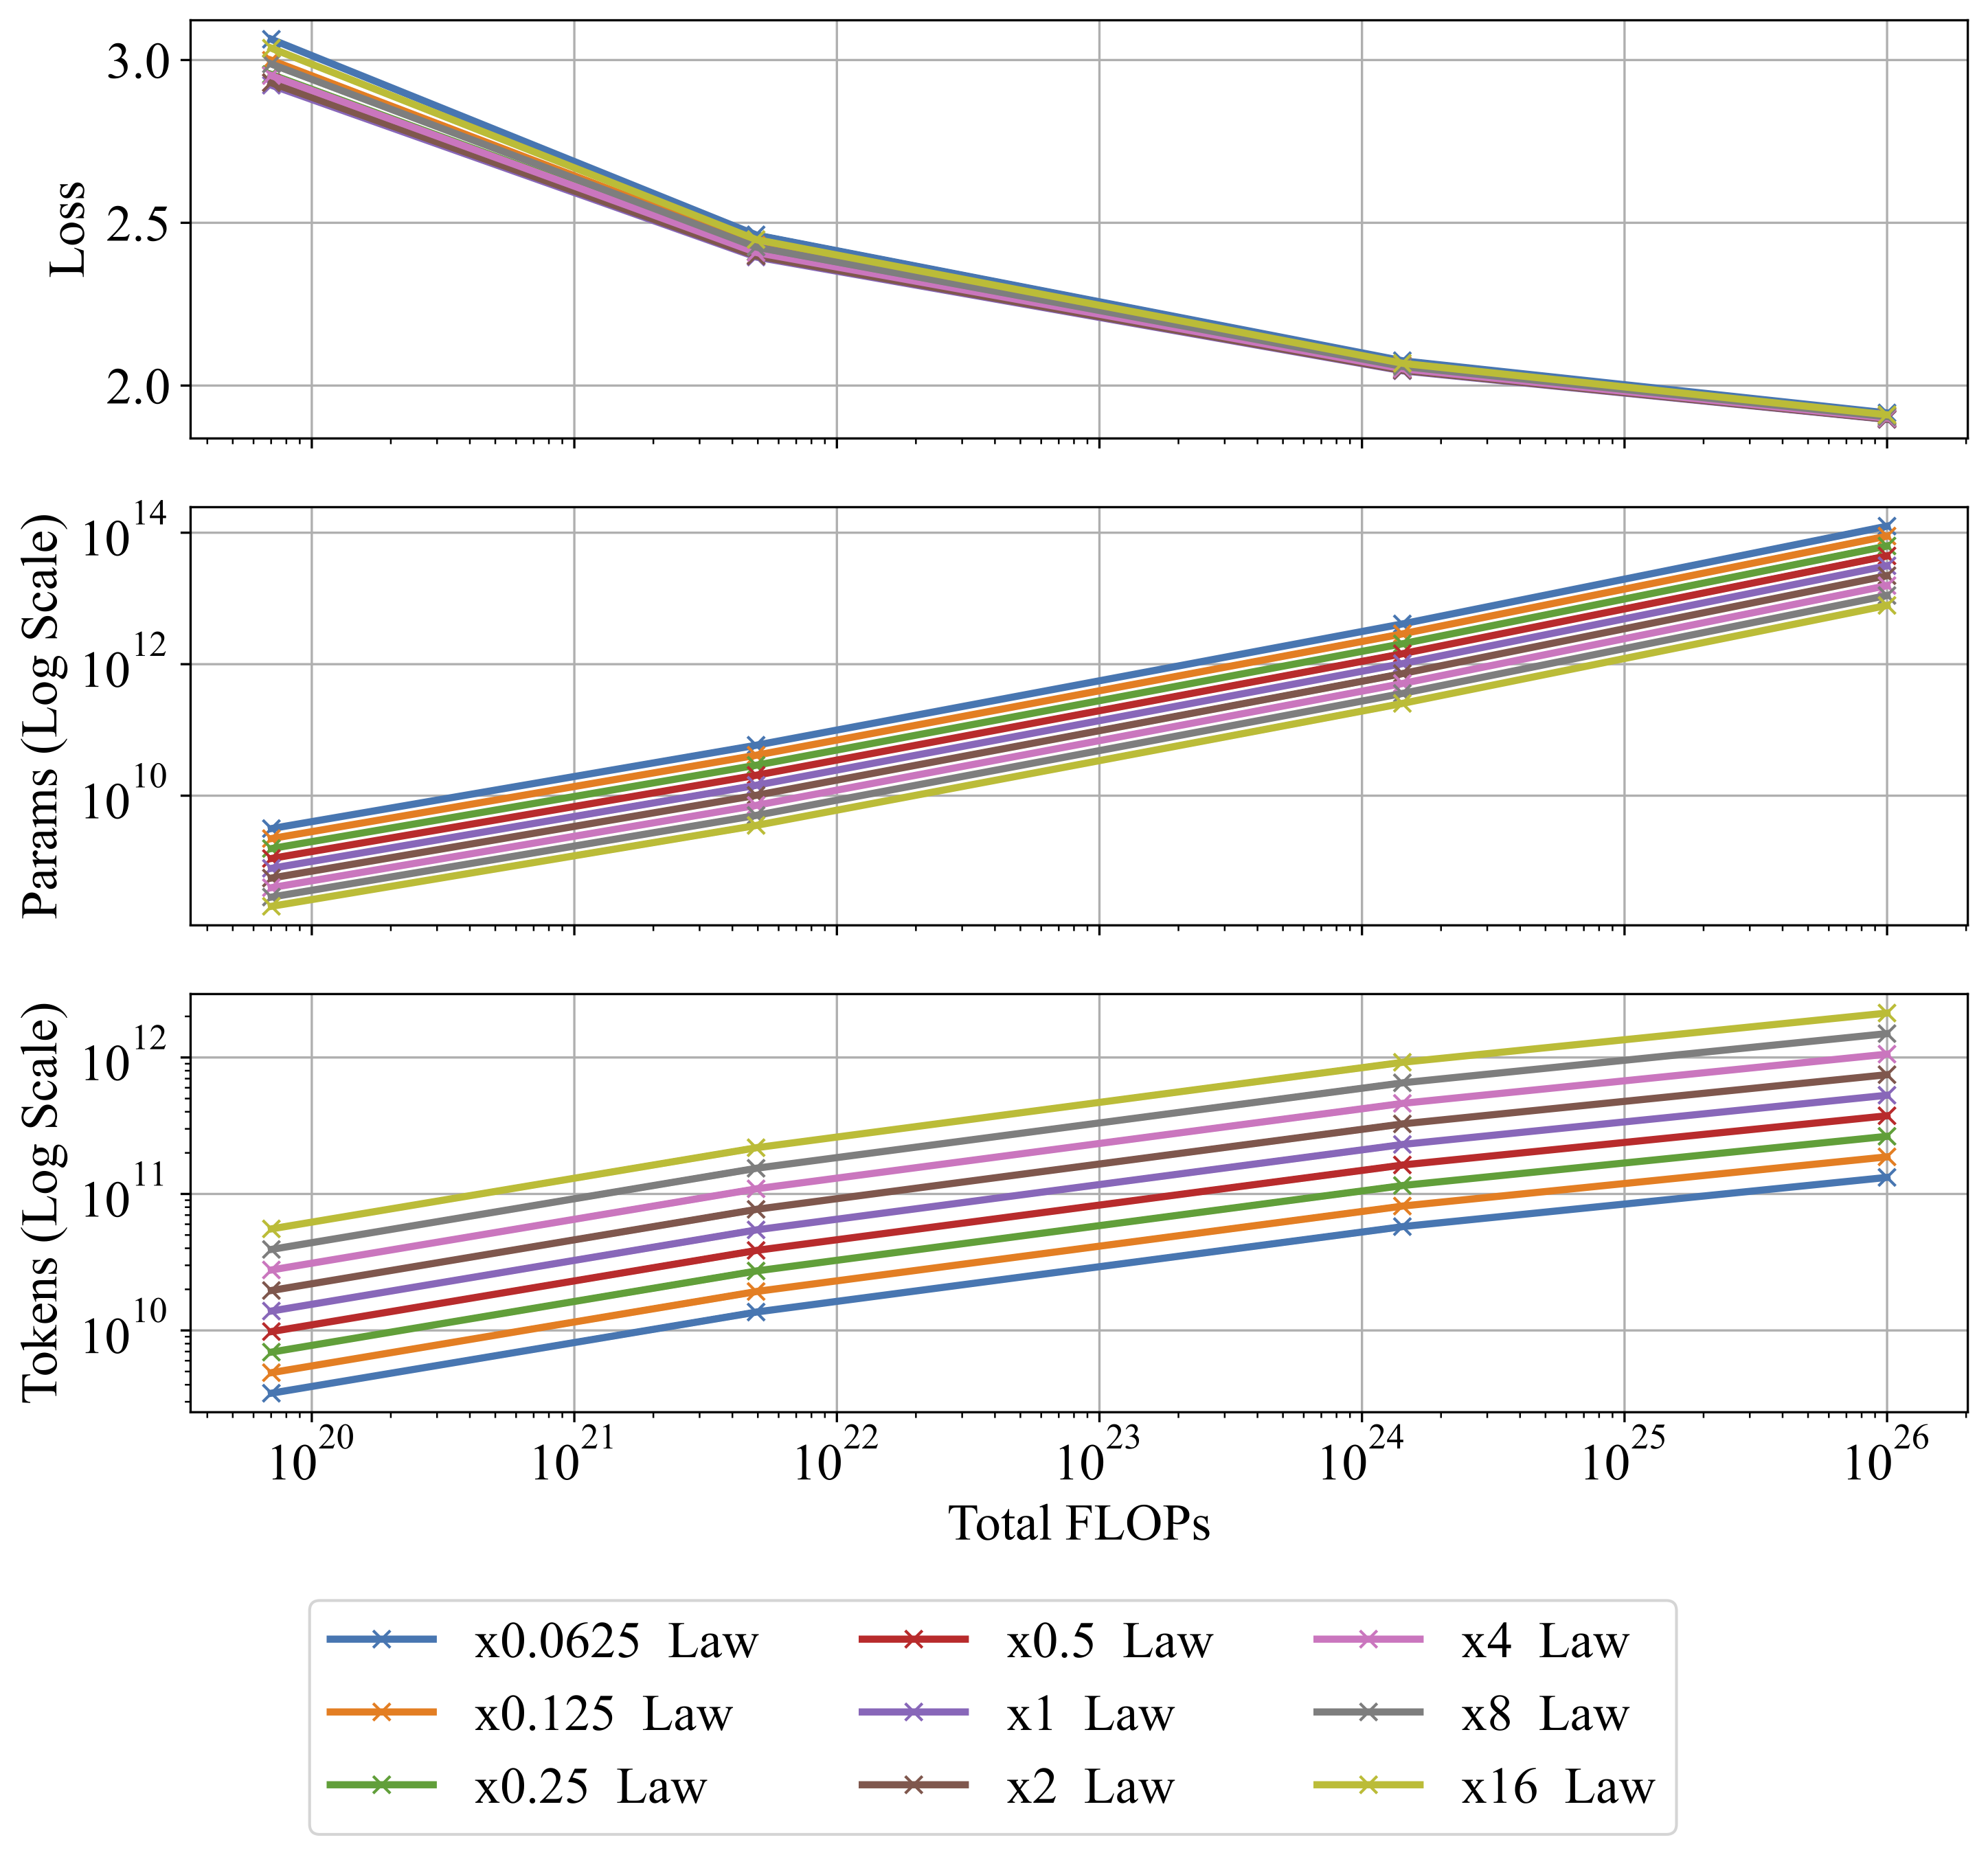 Loss
3.0
2.5
2.0
Params (Log Scale)
10^14
10^12
10^10
Tokens (Log Scale)
10^12
10^11
10^10
10^20 10^21 10^22 10^23 10^24 10^25 10^26
Total FLOPs
x0.0625 Law x0.5 Law x4 Law
x0.125 Law x1 Law x8 Law
x0.25 Law x2 Law x16 Law